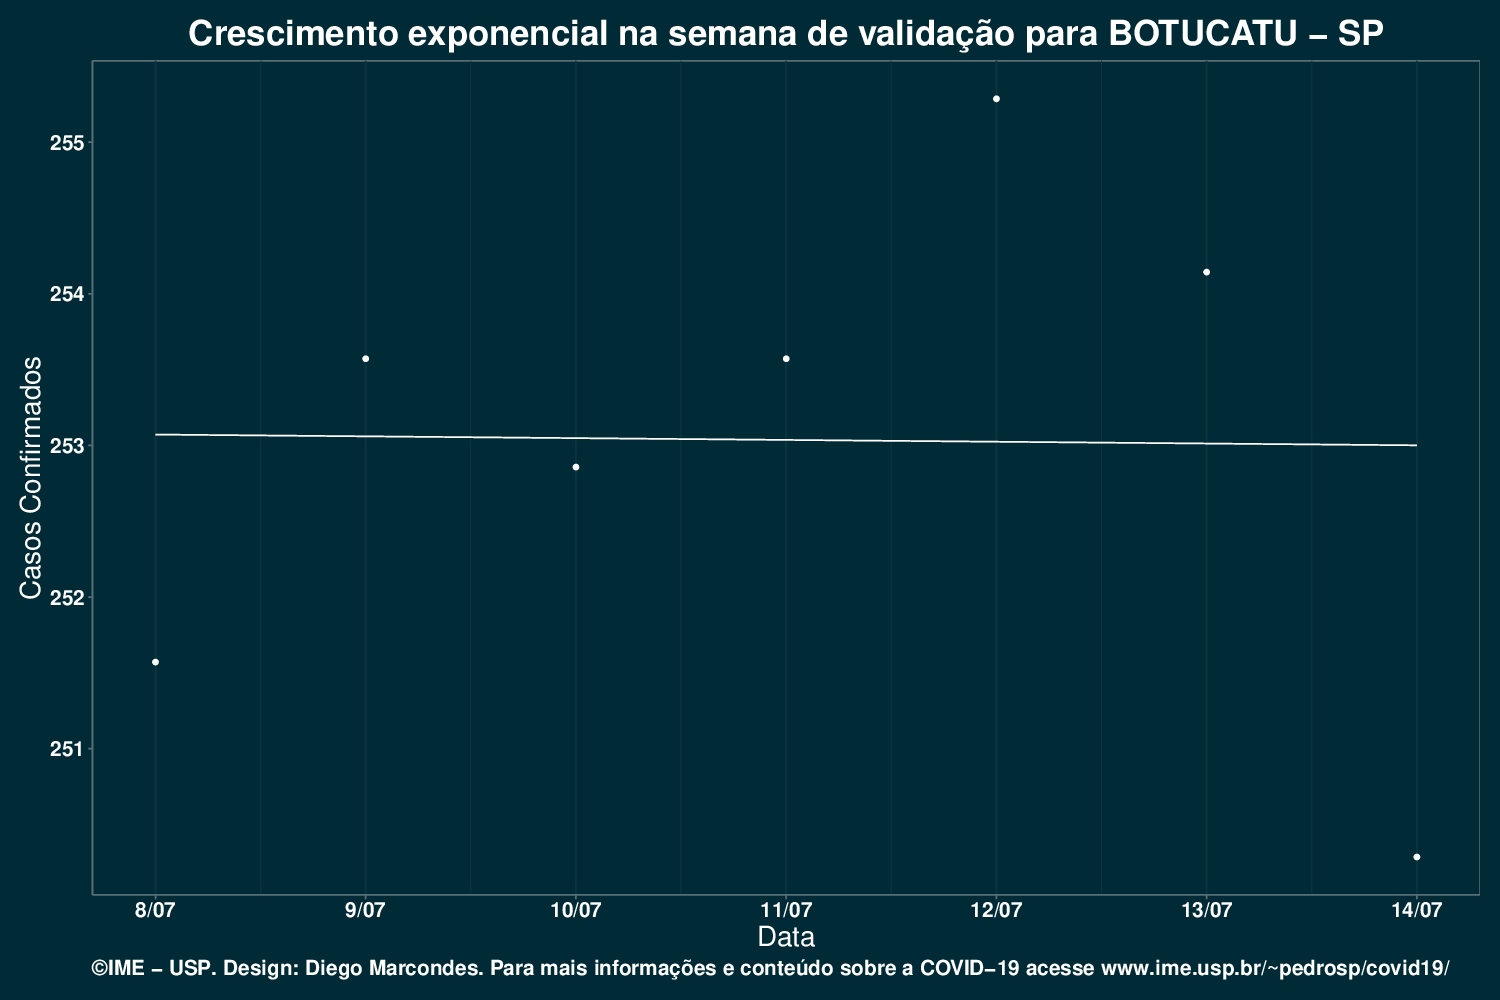 Crescimento exponencial na semana de validação para BOTUCATU – SP
Casos Confirmados
255
254
253
252
251
8/07 9/07 10/07 11/07 12/07 13/07 14/07
Data
©IME – USP. Design: Diego Marcondes. Para mais informações e conteúdo sobre a COVID–19 acesse www.ime.usp.br/~pedrosp/covid19/